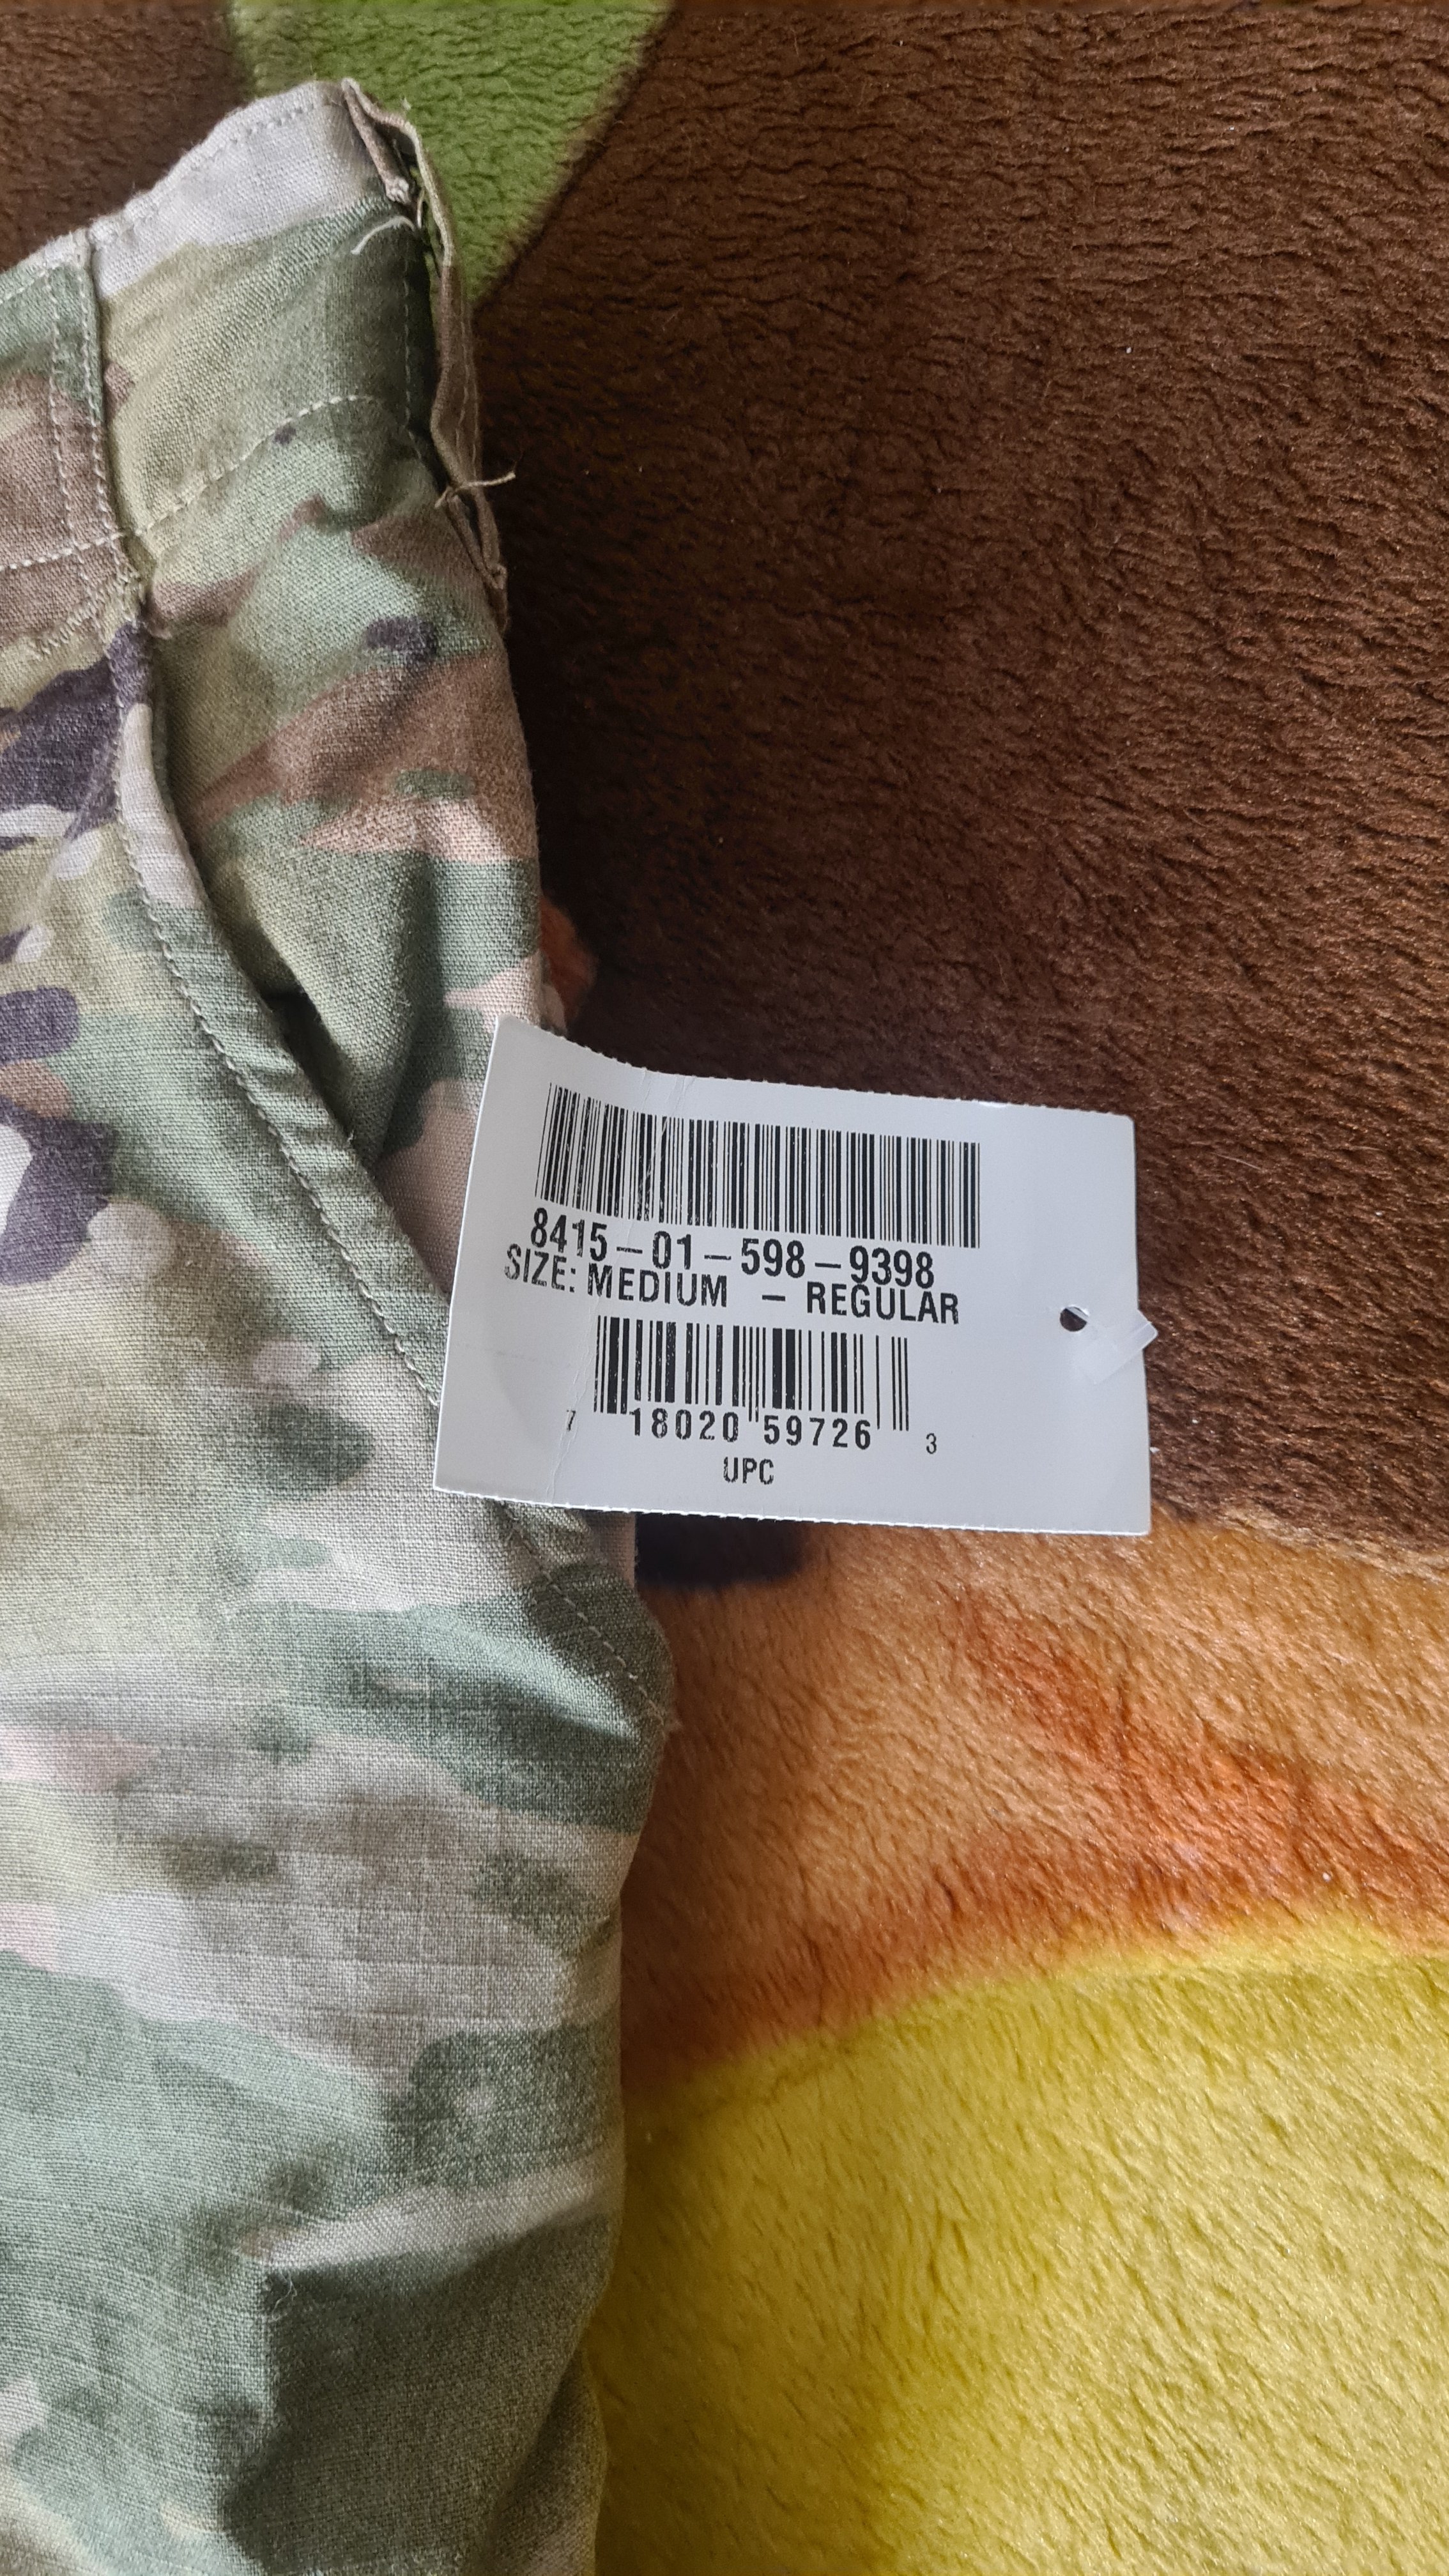 8415-01-598-9398
SIZE: MEDIUM - REGULAR
7 18020 59726 3
UPC